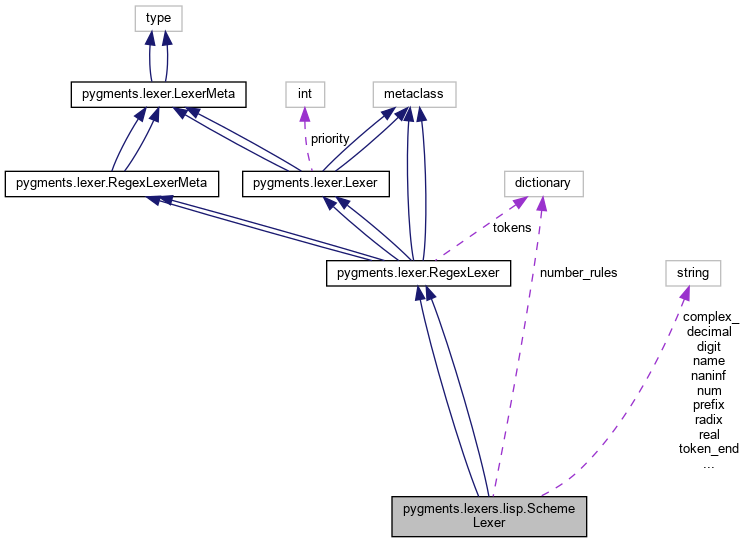 type
pygments.lexer.LexerMeta
int
metaclass
priority
pygments.lexer.RegexLexerMeta
pygments.lexer.Lexer
dictionary
tokens
pygments.lexer.RegexLexer
number_rules
string
complex_
decimal
digit
name
naninf
num
prefix
radix
real
token_end
...
pygments.lexers.lisp.Scheme
Lexer